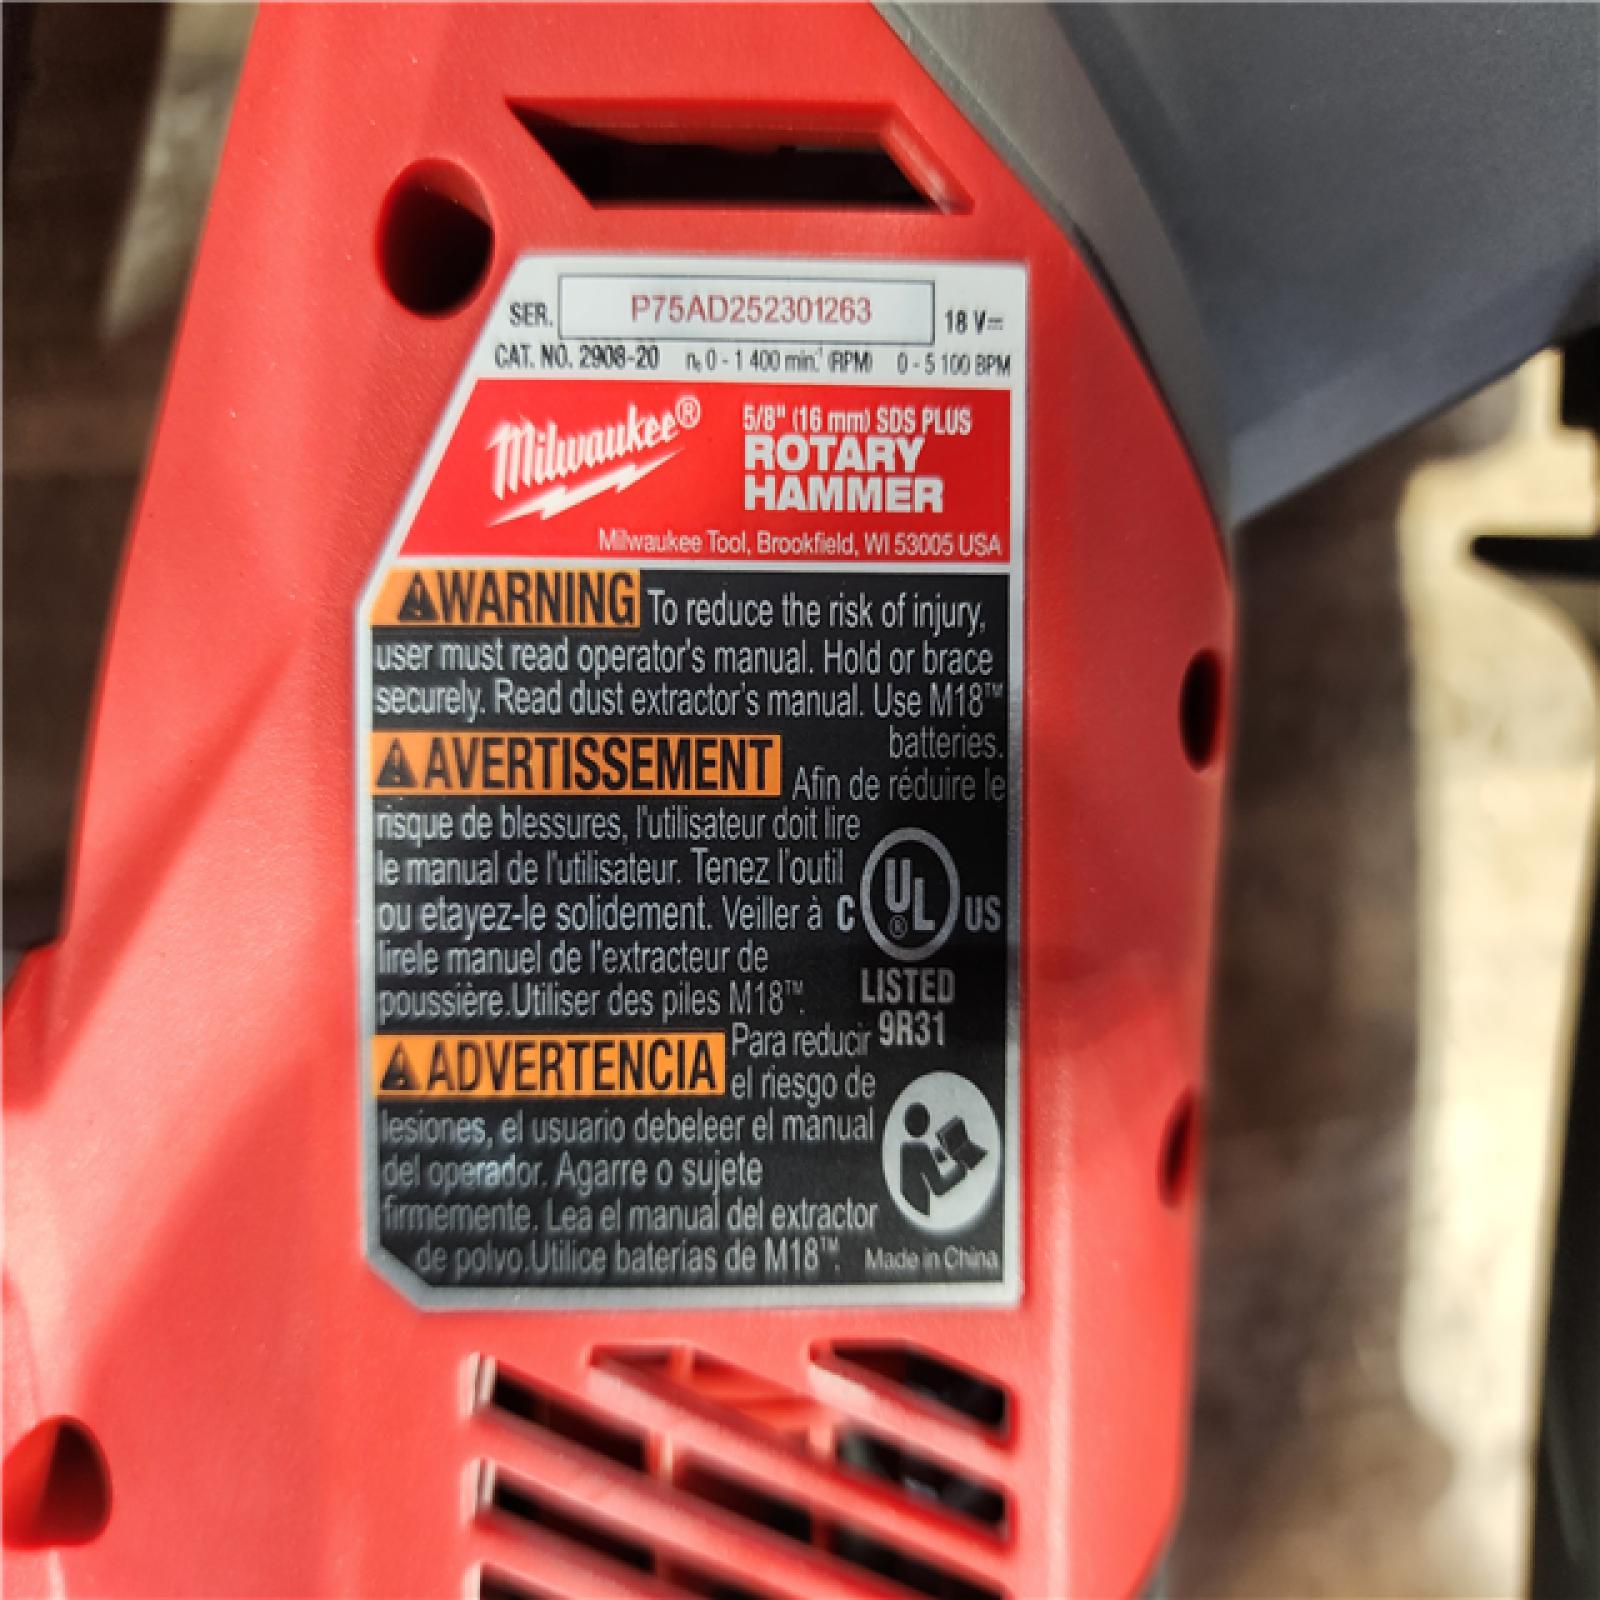 SER. P75AD252301263 18 V⎓
CAT. NO. 2908-20 n₀ 0 - 1 400 min.⁻¹ (RPM) 0 - 5 100 BPM
Milwaukee® 5/8" (16 mm) SDS PLUS
ROTARY
HAMMER
Milwaukee Tool, Brookfield, WI 53005 USA
⚠WARNING To reduce the risk of injury,
user must read operator's manual. Hold or brace
securely. Read dust extractor's manual. Use M18™
batteries.
⚠AVERTISSEMENT Afin de réduire le
risque de blessures, l'utilisateur doit lire
le manual de l'utilisateur. Tenez l'outil
ou etayez-le solidement. Veiller à
lirele manuel de l'extracteur de
poussière.Utiliser des piles M18™.
C UL® US
LISTED
9R31
⚠ADVERTENCIA Para reducir
el riesgo de
lesiones, el usuario debeleer el manual
del operador. Agarre o sujete
firmemente. Lea el manual del extractor
de polvo.Utilice baterías de M18™.
Made in China